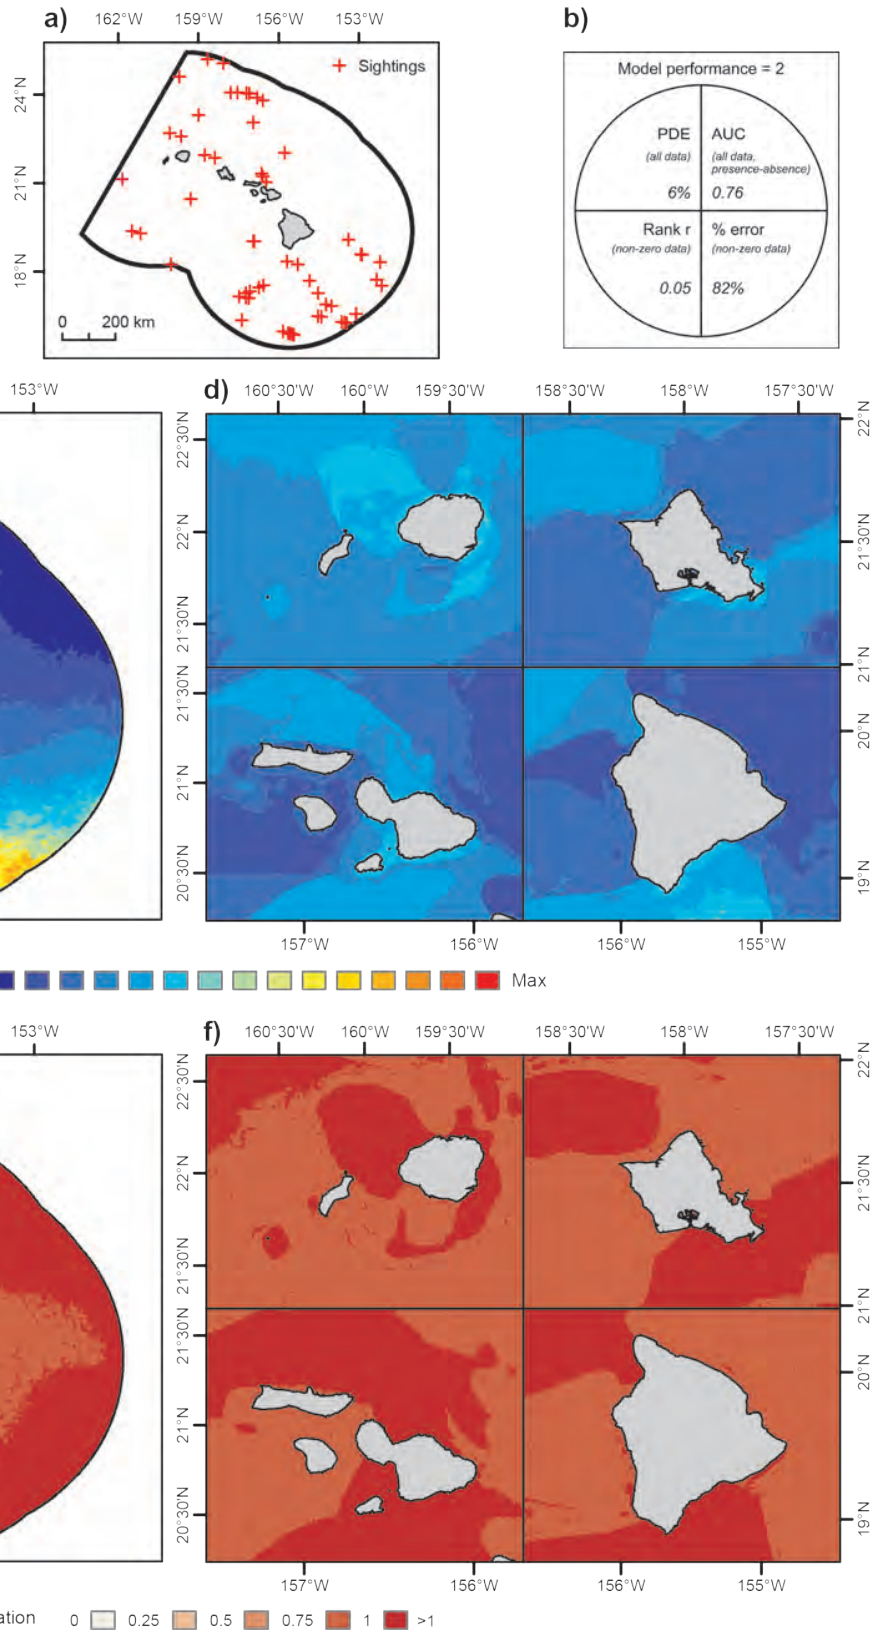 a)
162°W 159°W 156°W 153°W
24°N
21°N
18°N
Sightings
0 200 km
b)
Model performance = 2
PDE
(all data)
6%
AUC
(all data,
presence-absence)
0.76
Rank r
(non-zero data)
0.05
% error
(non-zero data)
82%
153°W
d)
160°30'W 160°W 159°30'W 158°30'W 158°W 157°30'W
22°30'N
22°N
21°30'N
22°N
21°30'N
21°N
21°30'N
21°N
20°30'N
20°N
19°N
157°W 156°W 156°W 155°W
Max
153°W
f)
160°30'W 160°W 159°30'W 158°30'W 158°W 157°30'W
22°30'N
22°N
21°30'N
22°N
21°30'N
21°N
21°30'N
21°N
20°30'N
20°N
19°N
157°W 156°W 156°W 155°W
ation 0 0.25 0.5 0.75 1 >1